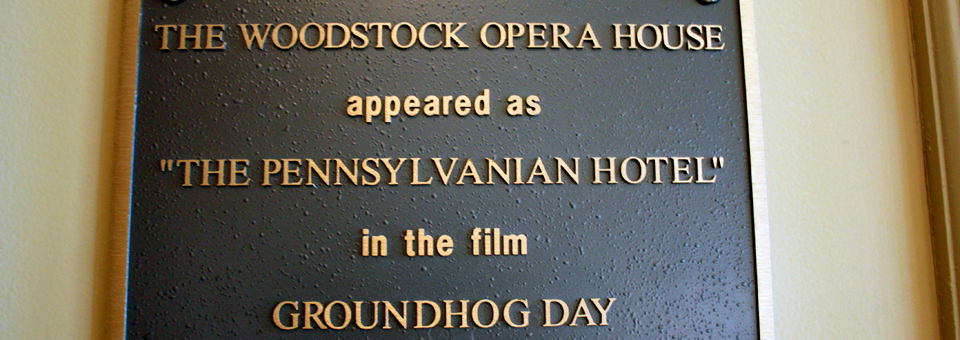 THE WOODSTOCK OPERA HOUSE
appeared as
"THE PENNSYLVANIAN HOTEL"
in the film
GROUNDHOG DAY